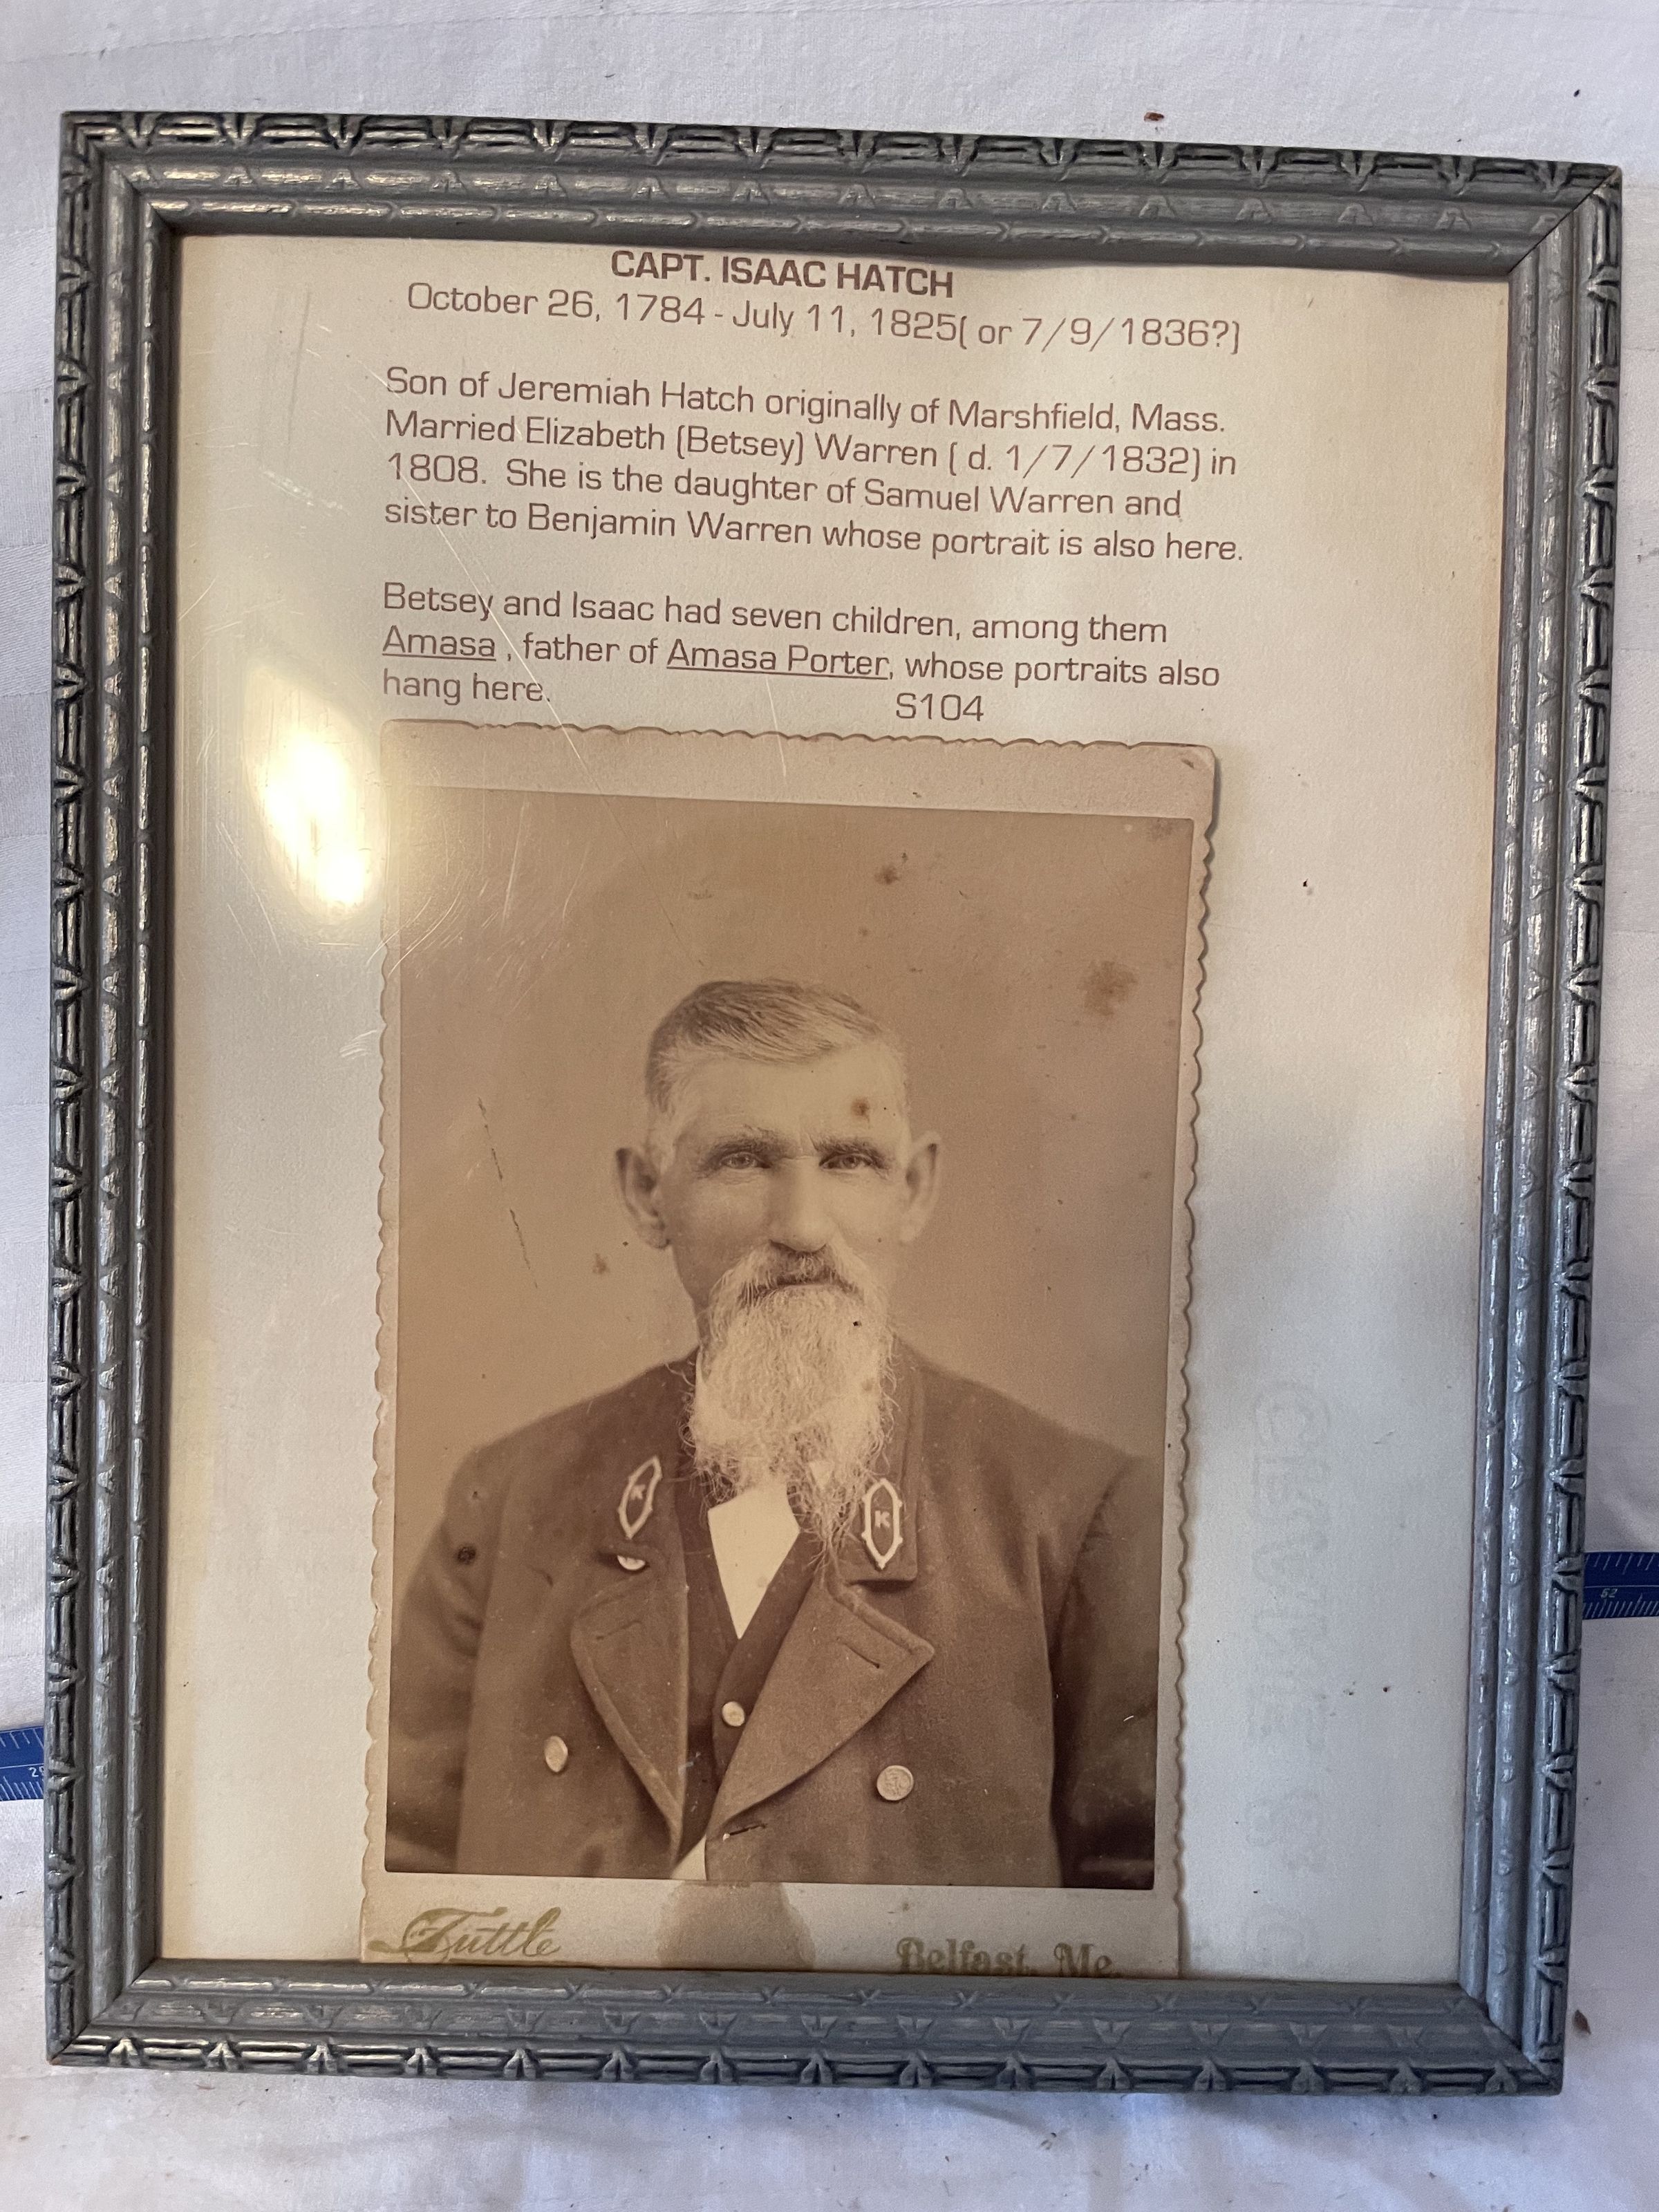 CAPT. ISAAC HATCH
October 26, 1784 - July 11, 1825( or 7/9/1836?)
Son of Jeremiah Hatch originally of Marshfield, Mass.
Married Elizabeth (Betsey) Warren ( d. 1/7/1832) in
1808. She is the daughter of Samuel Warren and
sister to Benjamin Warren whose portrait is also here.
Betsey and Isaac had seven children, among them
Amasa , father of Amasa Porter, whose portraits also
hang here. S104
K
K
Tuttle
Belfast, Me.
52